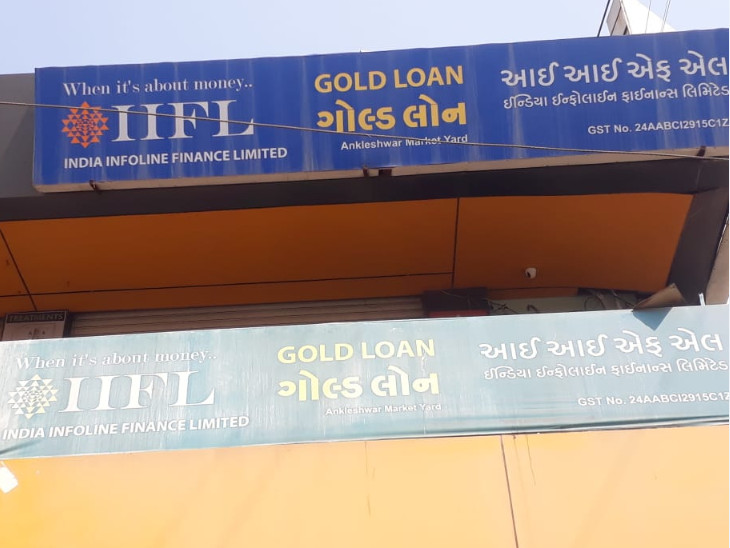 When it's about money..
IIFL
INDIA INFOLINE FINANCE LIMITED
GOLD LOAN
ગોલ્ડ લોન
Ankleshwar Market Yard
આઈ આઈ એફ એલ
ઈન્ડિયા ઈન્ફોલાઈન ફાઈનાન્સ લિમિટેડ
GST No. 24AABCI2915C1Z
TREATMENTS
When it's about money..
IIFL
INDIA INFOLINE FINANCE LIMITED
GOLD LOAN
ગોલ્ડ લોન
Ankleshwar Market Yard
આઈ આઈ એફ એલ
ઈન્ડિયા ઈન્ફોલાઈન ફાઈનાન્સ લિમિટેડ
GST No. 24AABCI2915C1Z